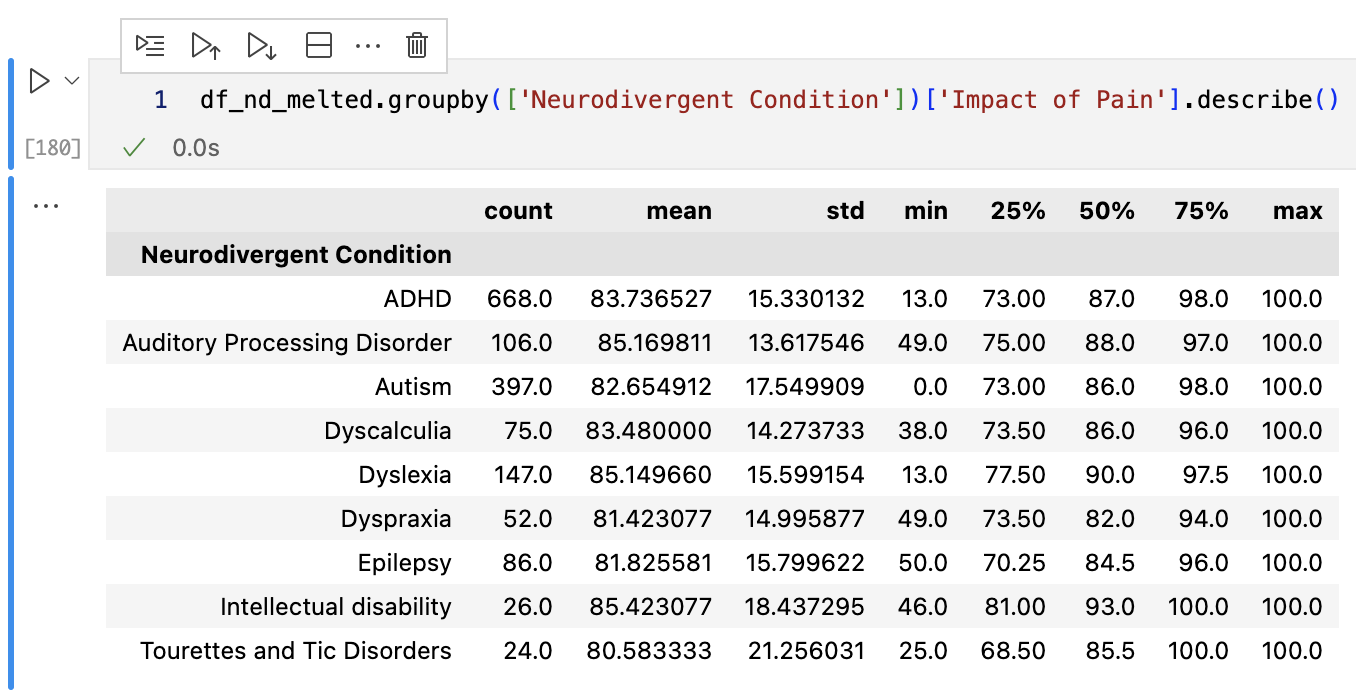 1 df_nd_melted.groupby(['Neurodivergent Condition'])['Impact of Pain'].describe()
[180] 0.0s
count mean std min 25% 50% 75% max
Neurodivergent Condition
ADHD 668.0 83.736527 15.330132 13.0 73.00 87.0 98.0 100.0
Auditory Processing Disorder 106.0 85.169811 13.617546 49.0 75.00 88.0 97.0 100.0
Autism 397.0 82.654912 17.549909 0.0 73.00 86.0 98.0 100.0
Dyscalculia 75.0 83.480000 14.273733 38.0 73.50 86.0 96.0 100.0
Dyslexia 147.0 85.149660 15.599154 13.0 77.50 90.0 97.5 100.0
Dyspraxia 52.0 81.423077 14.995877 49.0 73.50 82.0 94.0 100.0
Epilepsy 86.0 81.825581 15.799622 50.0 70.25 84.5 96.0 100.0
Intellectual disability 26.0 85.423077 18.437295 46.0 81.00 93.0 100.0 100.0
Tourettes and Tic Disorders 24.0 80.583333 21.256031 25.0 68.50 85.5 100.0 100.0